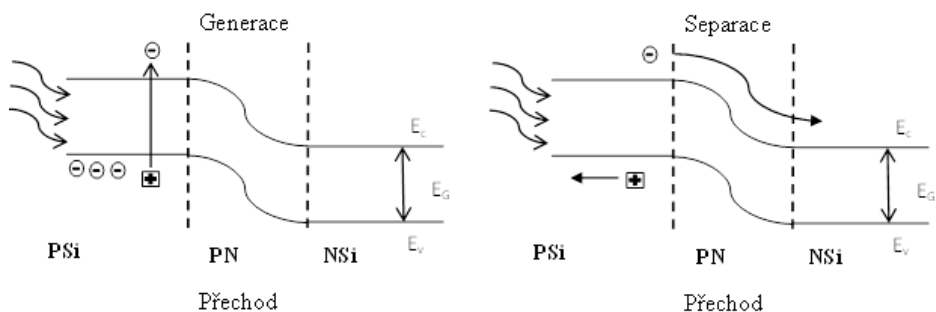 Generace
E_c
E_G
E_v
PSi PN NSi
Přechod
Separace
E_c
E_G
E_v
PSi PN NSi
Přechod